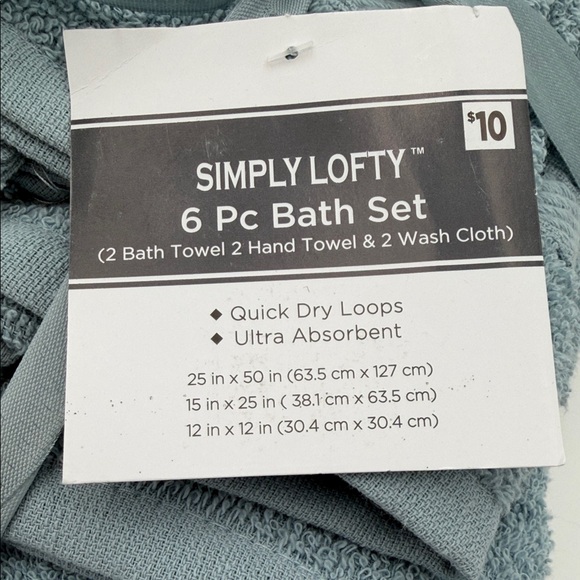 $10
SIMPLY LOFTY™
6 Pc Bath Set
(2 Bath Towel 2 Hand Towel & 2 Wash Cloth)
◆ Quick Dry Loops
◆ Ultra Absorbent
25 in x 50 in (63.5 cm x 127 cm)
15 in x 25 in ( 38.1 cm x 63.5 cm)
12 in x 12 in (30.4 cm x 30.4 cm)